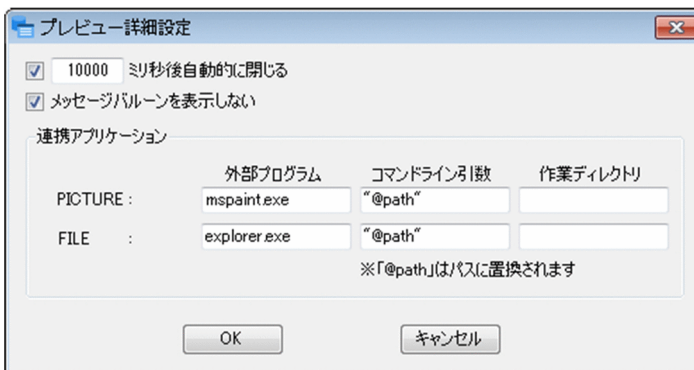 プレビュー詳細設定
10000 ミリ秒後自動的に閉じる
メッセージバルーンを表示しない
連携アプリケーション
外部プログラム コマンドライン引数 作業ディレクトリ
PICTURE : mspaint.exe "@path"
FILE : explorer.exe "@path"
※「@path」はパスに置換されます
OK キャンセル